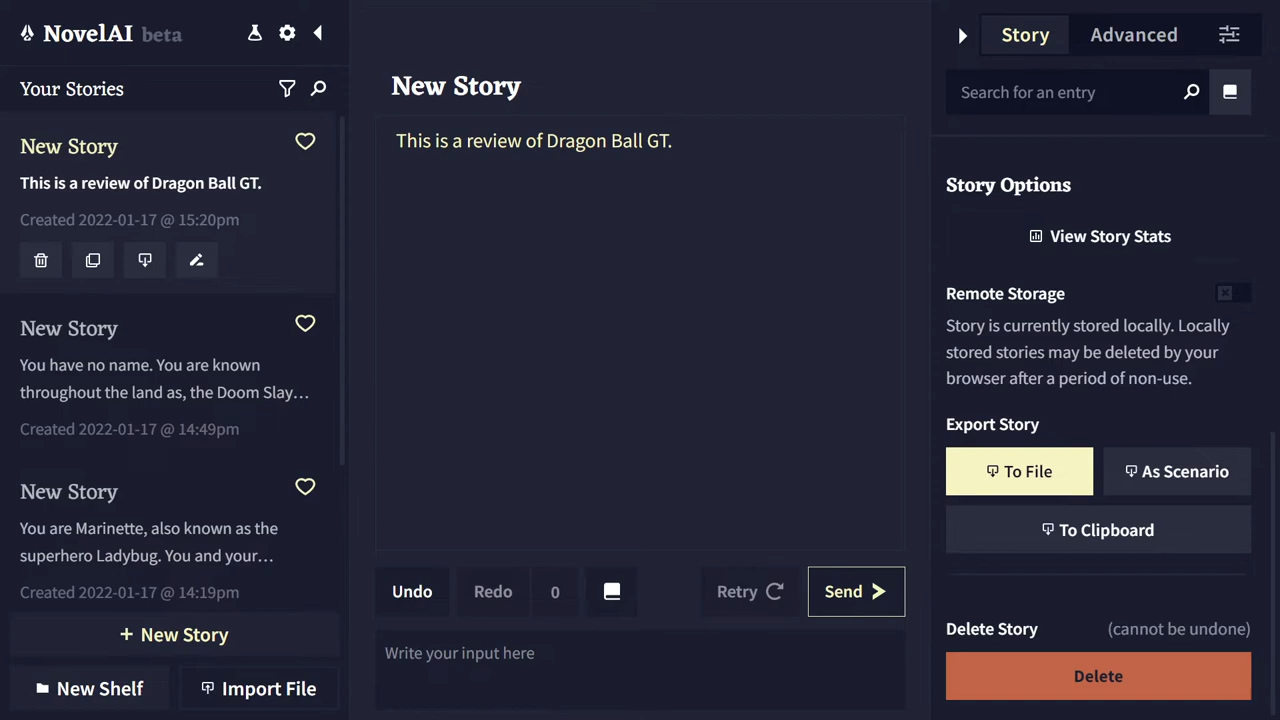 NovelAI beta
Your Stories
New Story
This is a review of Dragon Ball GT.
Created 2022-01-17 @ 15:20pm
New Story
You have no name. You are known
throughout the land as, the Doom Slay…
Created 2022-01-17 @ 14:49pm
New Story
You are Marinette, also known as the
superhero Ladybug. You and your…
Created 2022-01-17 @ 14:19pm
+ New Story
New Shelf
Import File
New Story
This is a review of Dragon Ball GT.
Undo
Redo
0
Retry
Send
Write your input here
Story
Advanced
Search for an entry
Story Options
View Story Stats
Remote Storage
Story is currently stored locally. Locally
stored stories may be deleted by your
browser after a period of non-use.
Export Story
To File
As Scenario
To Clipboard
Delete Story
(cannot be undone)
Delete